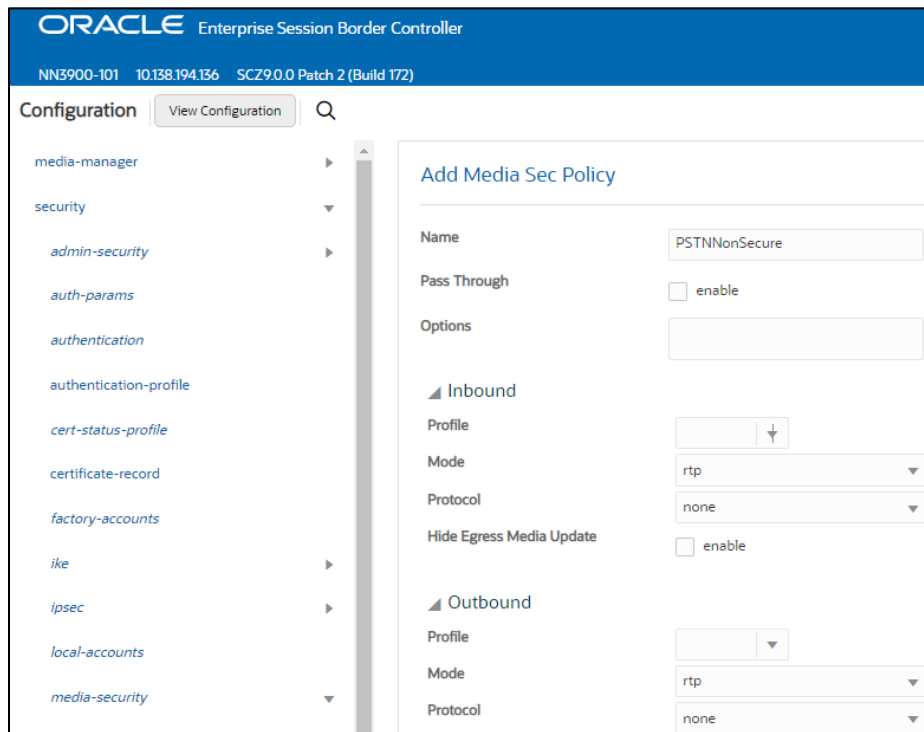 ORACLE Enterprise Session Border Controller
NN3900-101 10.138.194.136 SCZ9.0.0 Patch 2 (Build 172)
Configuration View Configuration
media-manager
security
admin-security
auth-params
authentication
authentication-profile
cert-status-profile
certificate-record
factory-accounts
ike
ipsec
local-accounts
media-security
Add Media Sec Policy
Name PSTNNonSecure
Pass Through enable
Options
Inbound
Profile
Mode rtp
Protocol none
Hide Egress Media Update enable
Outbound
Profile
Mode rtp
Protocol none